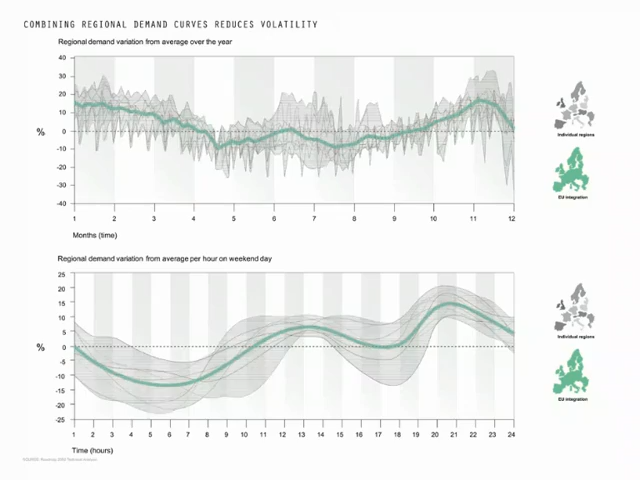 COMBINING REGIONAL DEMAND CURVES REDUCES VOLATILITY
Regional demand variation from average over the year
40
30
20
10
0
-10
-20
-30
-40
%
1 2 3 4 5 6 7 8 9 10 11 12
Months (time)
Individual regions
EU integration
Regional demand variation from average per hour on weekend day
25
20
15
10
5
0
-5
-10
-15
-20
-25
%
1 2 3 4 5 6 7 8 9 10 11 12 13 14 15 16 17 18 19 20 21 22 23 24
Time (hours)
Individual regions
EU integration